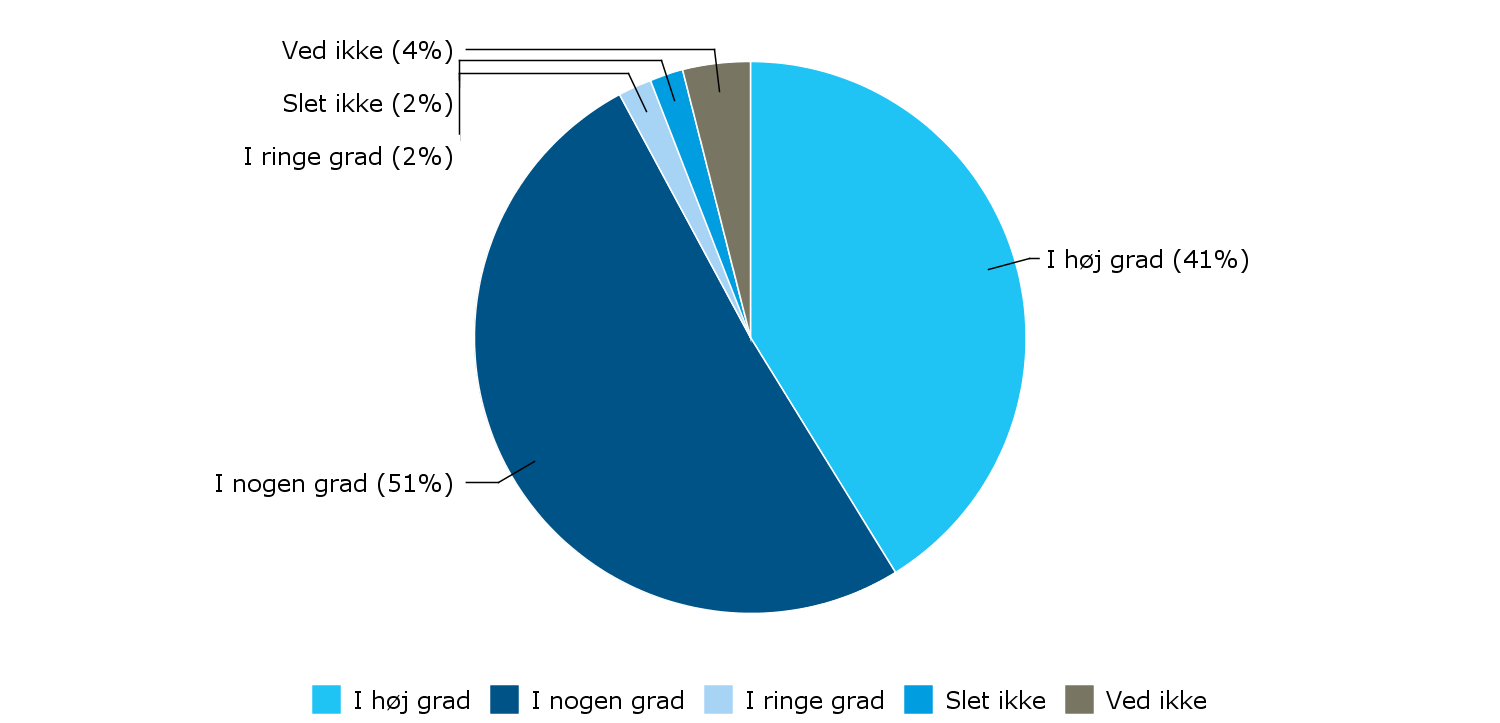 Ved ikke (4%)
Slet ikke (2%)
I ringe grad (2%)
I høj grad (41%)
I nogen grad (51%)
I høj grad I nogen grad I ringe grad Slet ikke Ved ikke